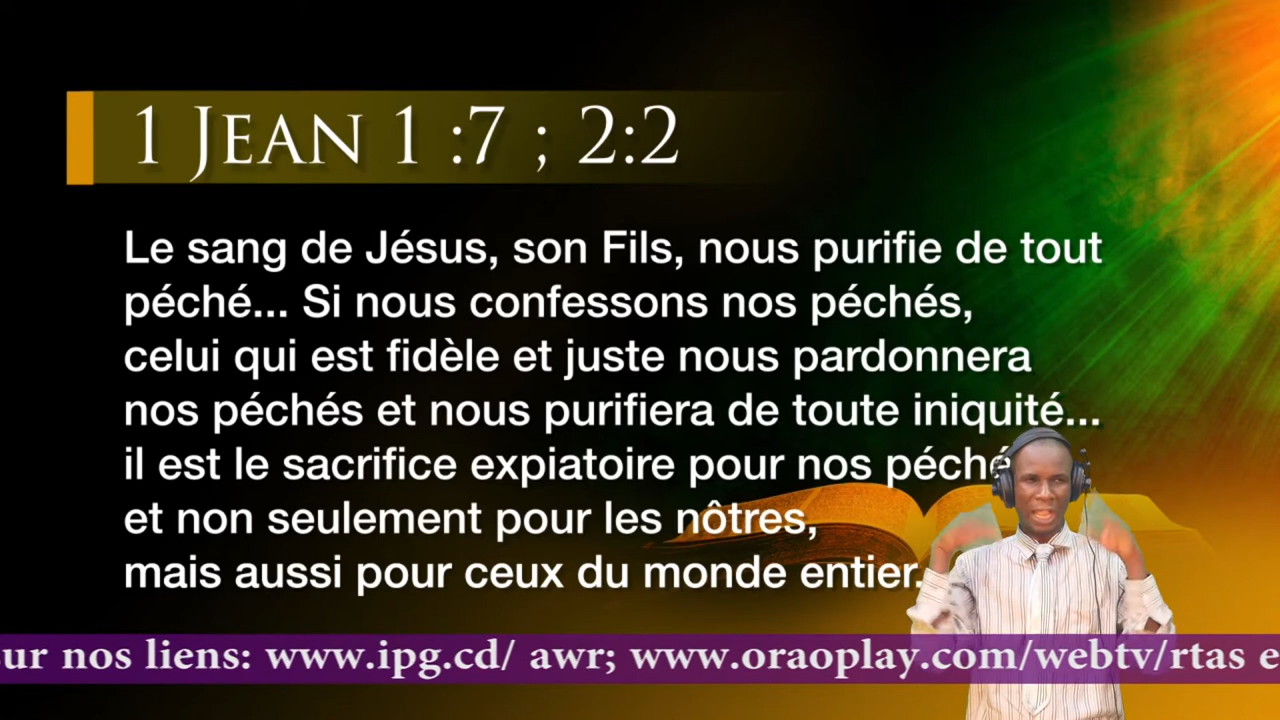 1 JEAN 1 :7 ; 2:2
Le sang de Jésus, son Fils, nous purifie de tout
péché... Si nous confessons nos péchés,
celui qui est fidèle et juste nous pardonnera
nos péchés et nous purifiera de toute iniquité...
il est le sacrifice expiatoire pour nos péché
et non seulement pour les nôtres,
mais aussi pour ceux du monde entier.
ur nos liens: www.ipg.cd/ awr; www.oraoplay.com/webtv/rtas e